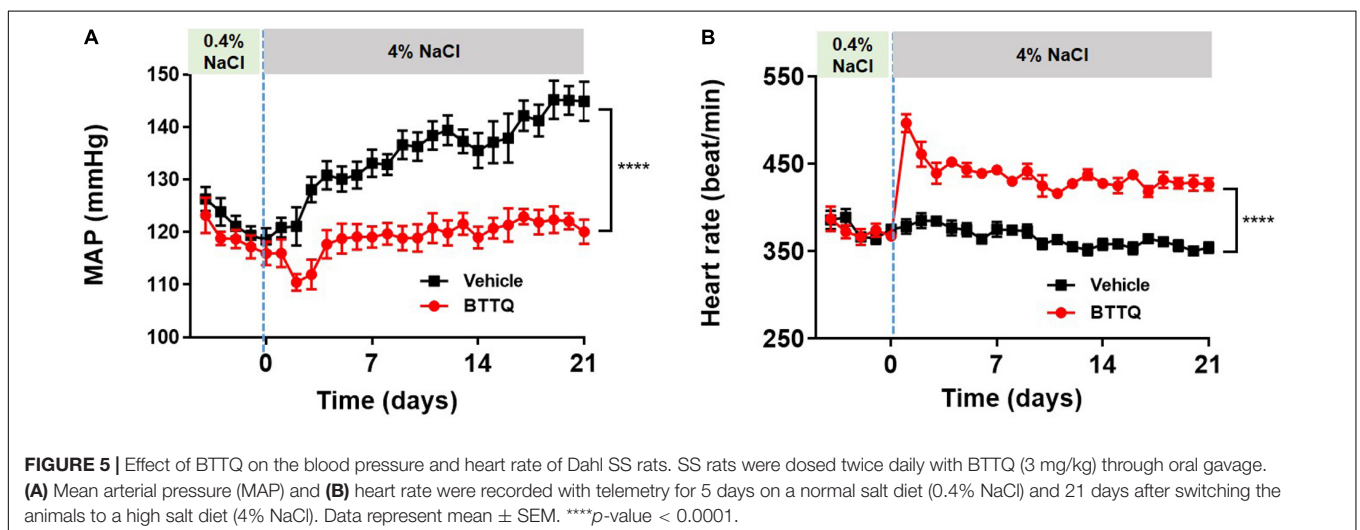 A
0.4%
NaCl
4% NaCl
150
140
130
120
110
100
MAP (mmHg)
****
Vehicle
BTTQ
0
7
14
21
Time (days)
B
0.4%
NaCl
4% NaCl
550
450
350
250
Heart rate (beat/min)
****
Vehicle
BTTQ
0
7
14
21
Time (days)
FIGURE 5 | Effect of BTTQ on the blood pressure and heart rate of Dahl SS rats. SS rats were dosed twice daily with BTTQ (3 mg/kg) through oral gavage.
(A) Mean arterial pressure (MAP) and (B) heart rate were recorded with telemetry for 5 days on a normal salt diet (0.4% NaCl) and 21 days after switching the
animals to a high salt diet (4% NaCl). Data represent mean ± SEM. ****p-value < 0.0001.